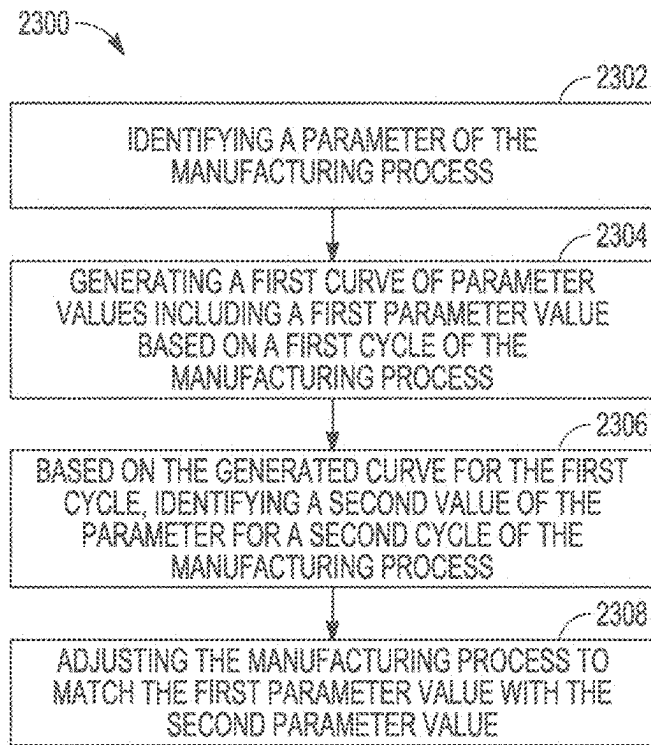 2300
2302
IDENTIFYING A PARAMETER OF THE
MANUFACTURING PROCESS
2304
GENERATING A FIRST CURVE OF PARAMETER
VALUES INCLUDING A FIRST PARAMETER VALUE
BASED ON A FIRST CYCLE OF THE
MANUFACTURING PROCESS
2306
BASED ON THE GENERATED CURVE FOR THE FIRST
CYCLE, IDENTIFYING A SECOND VALUE OF THE
PARAMETER FOR A SECOND CYCLE OF THE
MANUFACTURING PROCESS
2308
ADJUSTING THE MANUFACTURING PROCESS TO
MATCH THE FIRST PARAMETER VALUE WITH THE
SECOND PARAMETER VALUE